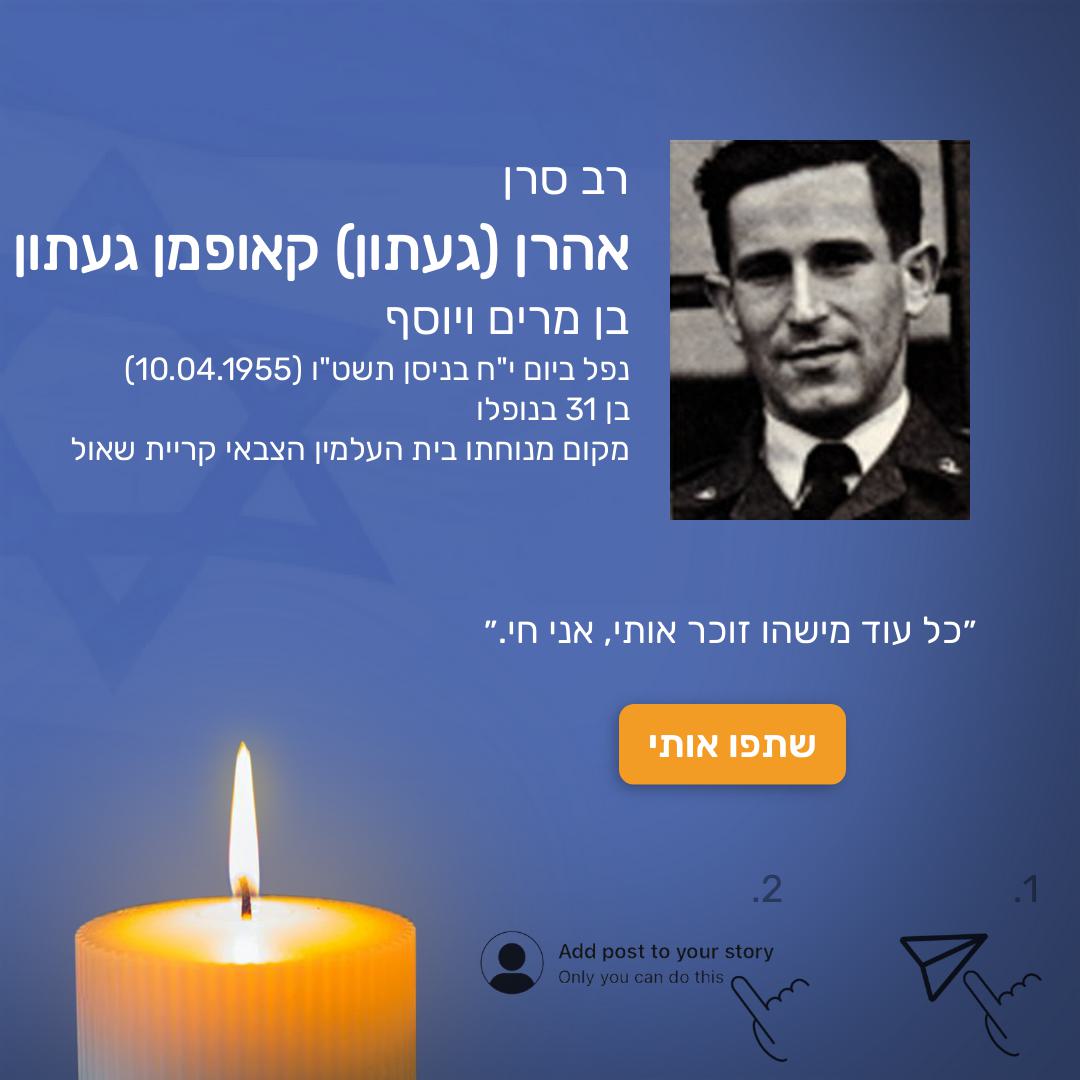 רב סרן
אהרן (געתון) קאופמן געתון
בן מרים ויוסף
נפל ביום י"ח בניסן תשט"ו (10.04.1955)
בן 31 בנופלו
מקום מנוחתו בית העלמין הצבאי קריית שאול
״כל עוד מישהו זוכר אותי, אני חי.״
שתפו אותי
.1
.2
Add post to your story
Only you can do this